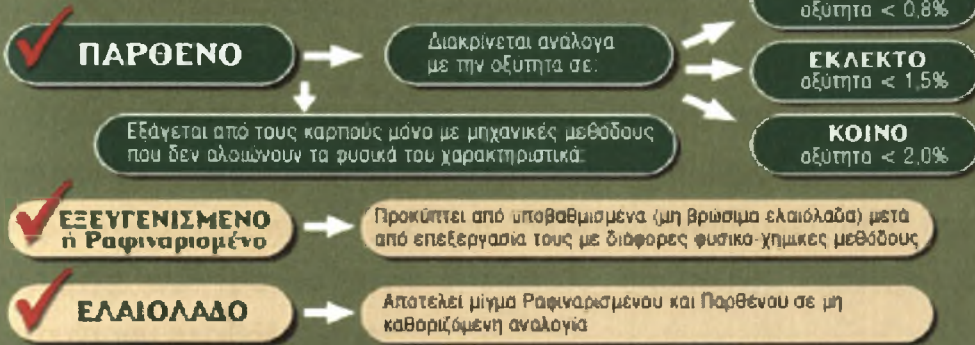 οξύτητα < 0,8%
ΠΑΡΘΕΝΟ
Διακρίνεται ανάλογα
με την οξύτητα σε:
ΕΚΛΕΚΤΟ
οξύτητα < 1,5%
ΚΟΙΝΟ
οξύτητα < 2,0%
Εξάγεται από τους καρπούς μόνο με μηχανικές μεθόδους
που δεν αλοιώνουν τα φυσικά του χαρακτηριστικά:
ΕΞΕΥΓΕΝΙΣΜΕΝΟ
ή Ραφιναρισμένο
Προκύπτει από υποβαθμισμένα (μη βρώσιμα ελαιόλαδα) μετά
από επεξεργασία τους με διάφορες φυσικο-χημικές μεθόδους
ΕΛΑΙΟΛΑΔΟ
Αποτελεί μίγμα Ραφιναρισμένου και Παρθένου σε μη
καθοριζόμενη αναλογία